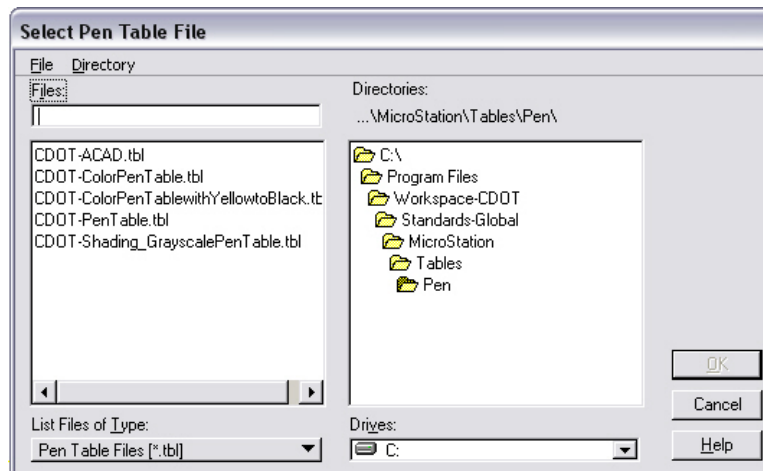 Select Pen Table File
File Directory
Files:
CDOT-ACAD.tbl
CDOT-ColorPenTable.tbl
CDOT-ColorPenTablewithYellowtoBlack.tb
CDOT-PenTable.tbl
CDOT-Shading_GrayscalePenTable.tbl
List Files of Type:
Pen Table Files [*.tbl]
Directories:
...\MicroStation\Tables\Pen\
C:\
Program Files
Workspace-CDOT
Standards-Global
MicroStation
Tables
Pen
Drives:
C:
OK
Cancel
Help